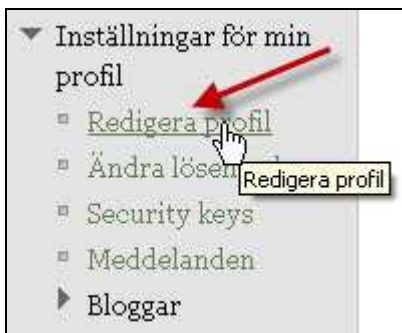 Inställningar för min
profil
Redigera profil
Ändra
Redigera profil
Security keys
Meddelanden
Bloggar